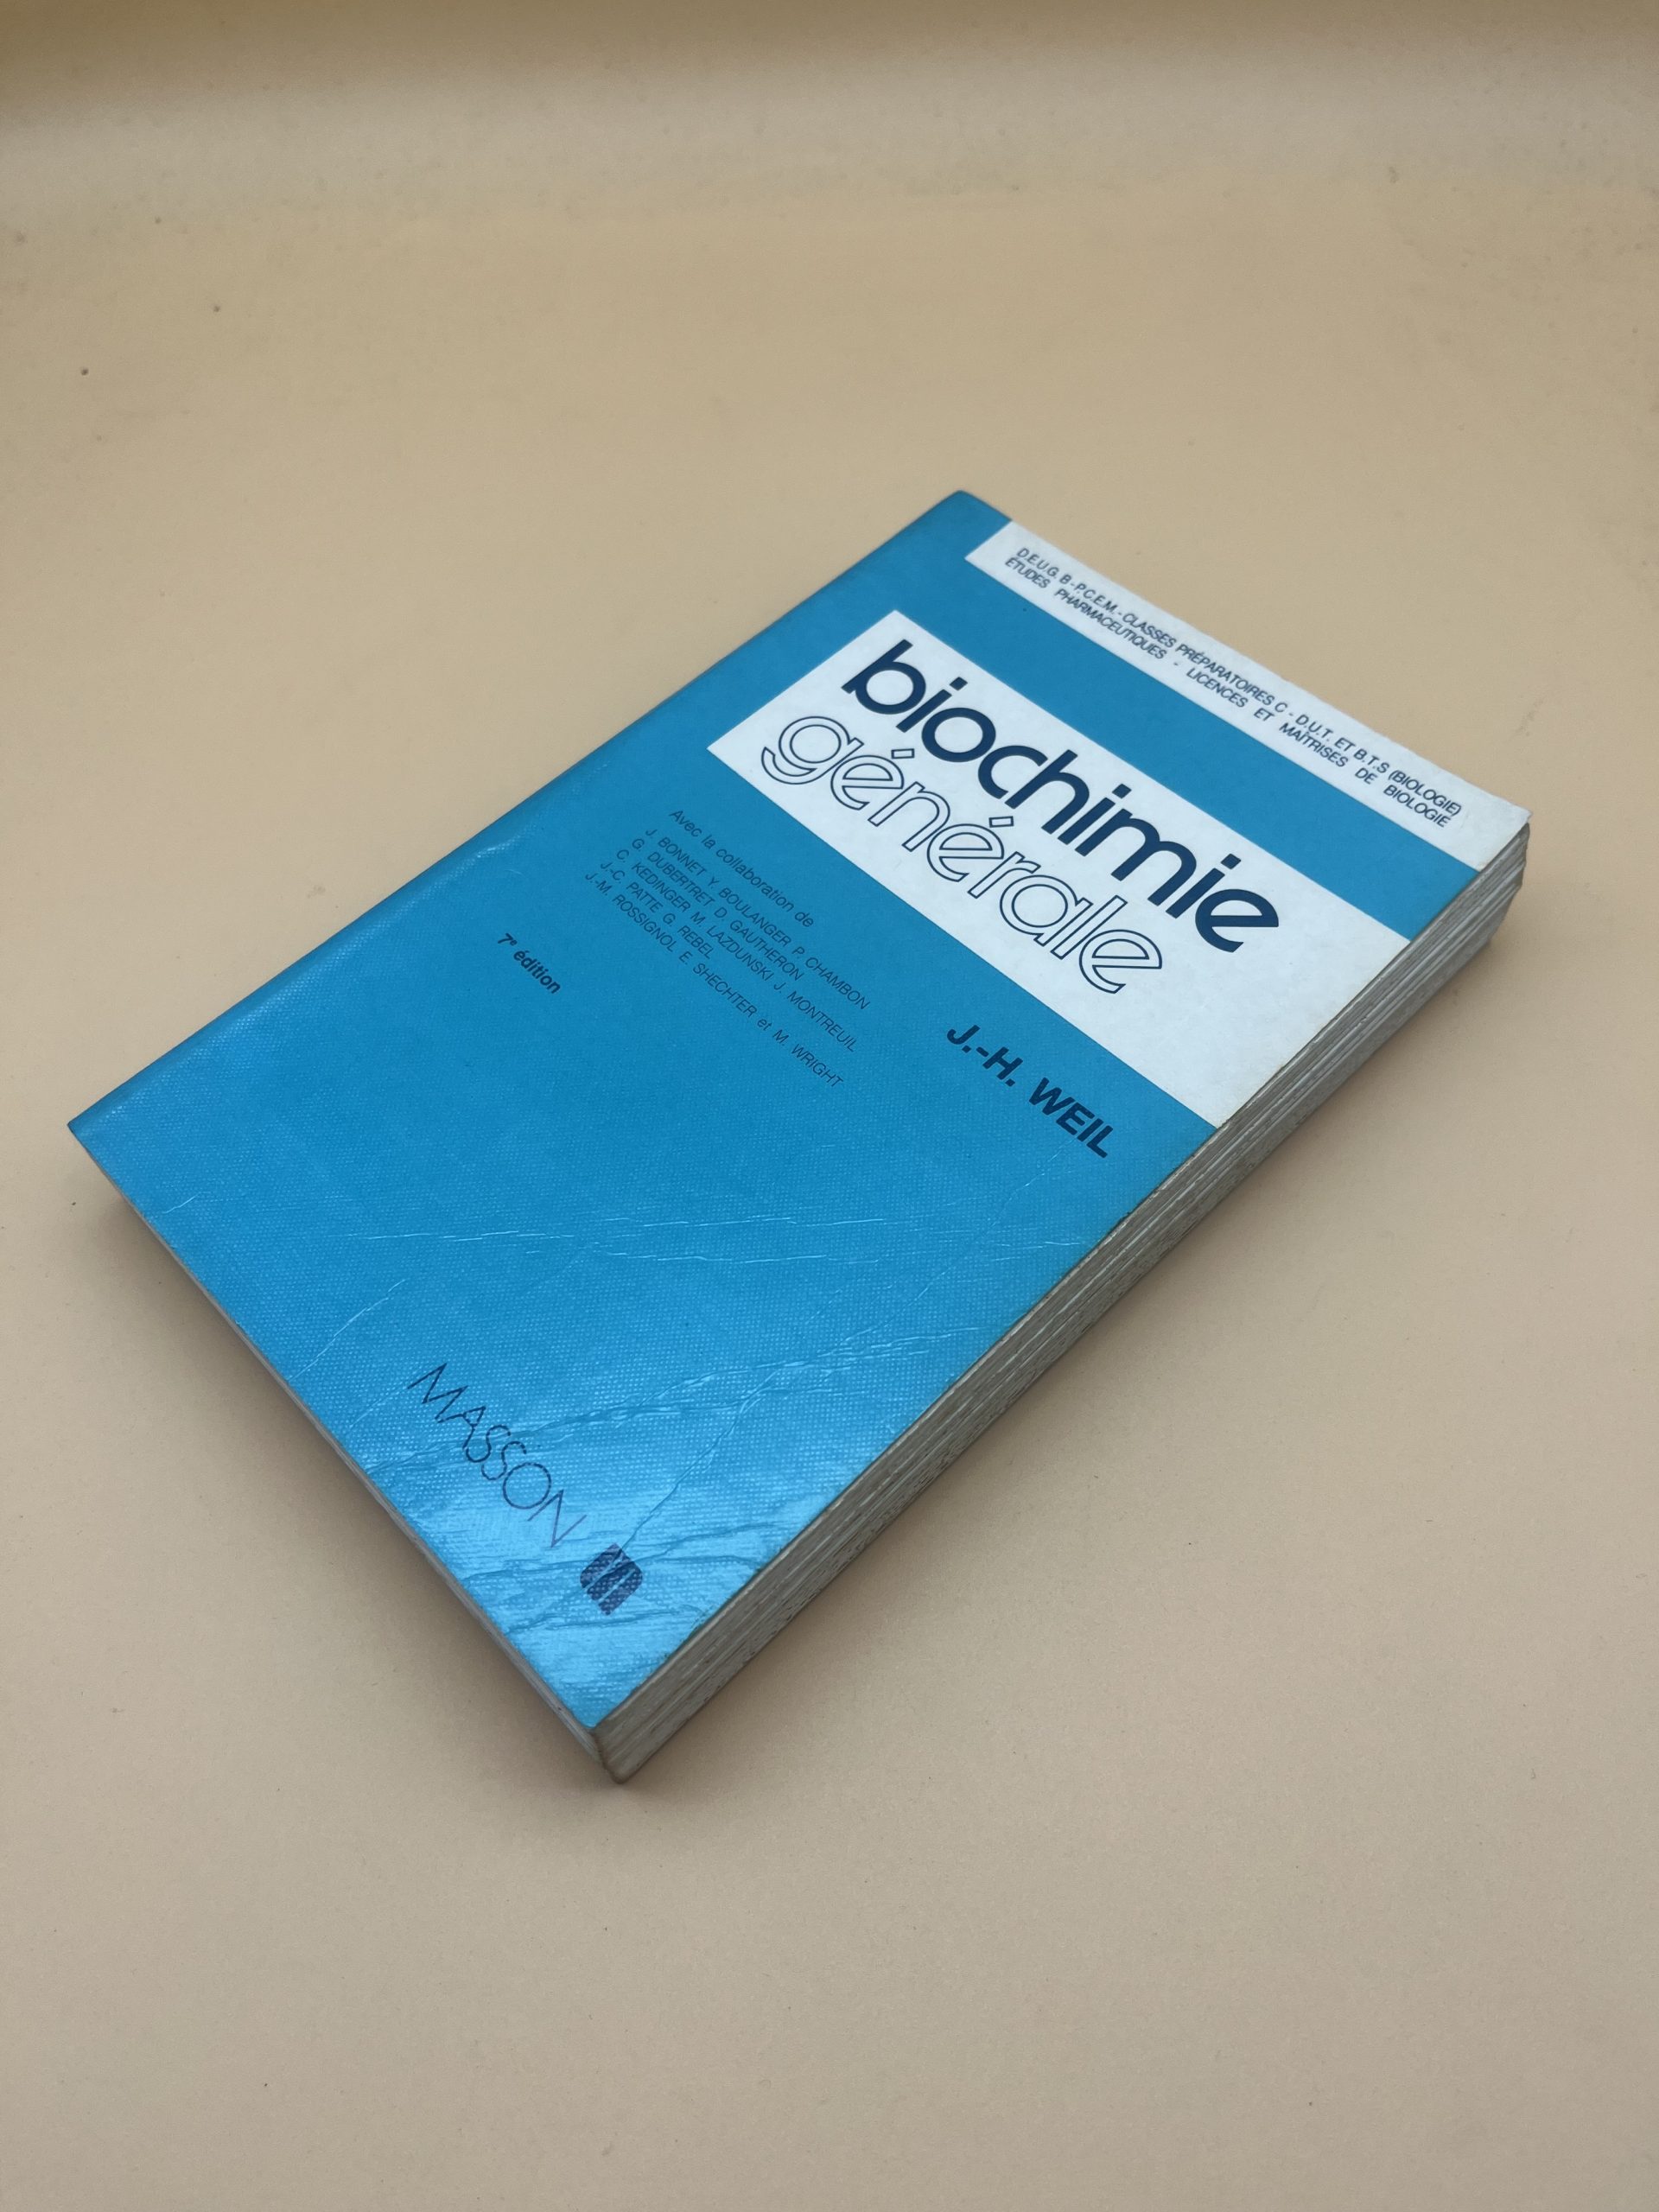 D.E.U.G. B - P.C.E.M. - CLASSES PRÉPARATOIRES C - D.U.T. ET B.T.S (BIOLOGIE)
ÉTUDES PHARMACEUTIQUES - LICENCES ET MAÎTRISES DE BIOLOGIE
biochimie
générale
J.-H. WEIL
Avec la collaboration de
J. BONNET Y. BOULANGER P. CHAMBON
G. DUBERTRET D. GAUTHERON
C. KEDINGER M. LAZDUNSKI J. MONTREUIL
J.-C. PATTE G. REBEL
J.-M. ROSSIGNOL E. SHECHTER et M. WRIGHT
7e édition
MASSON